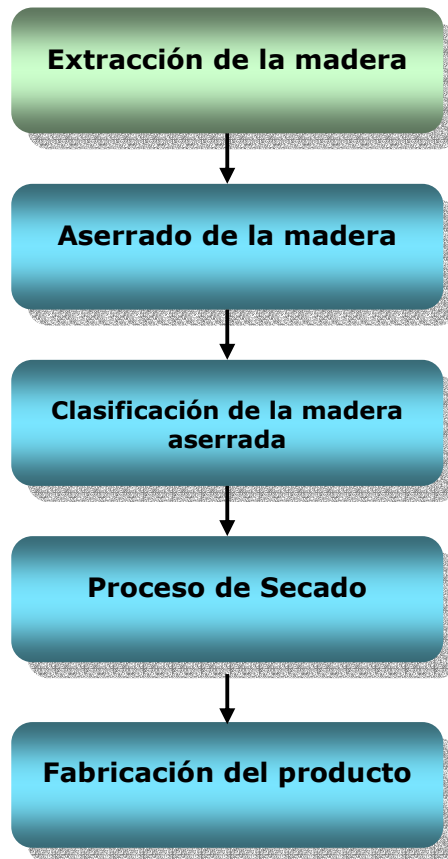 Extracción de la madera
Aserrado de la madera
Clasificación de la madera
aserrada
Proceso de Secado
Fabricación del producto